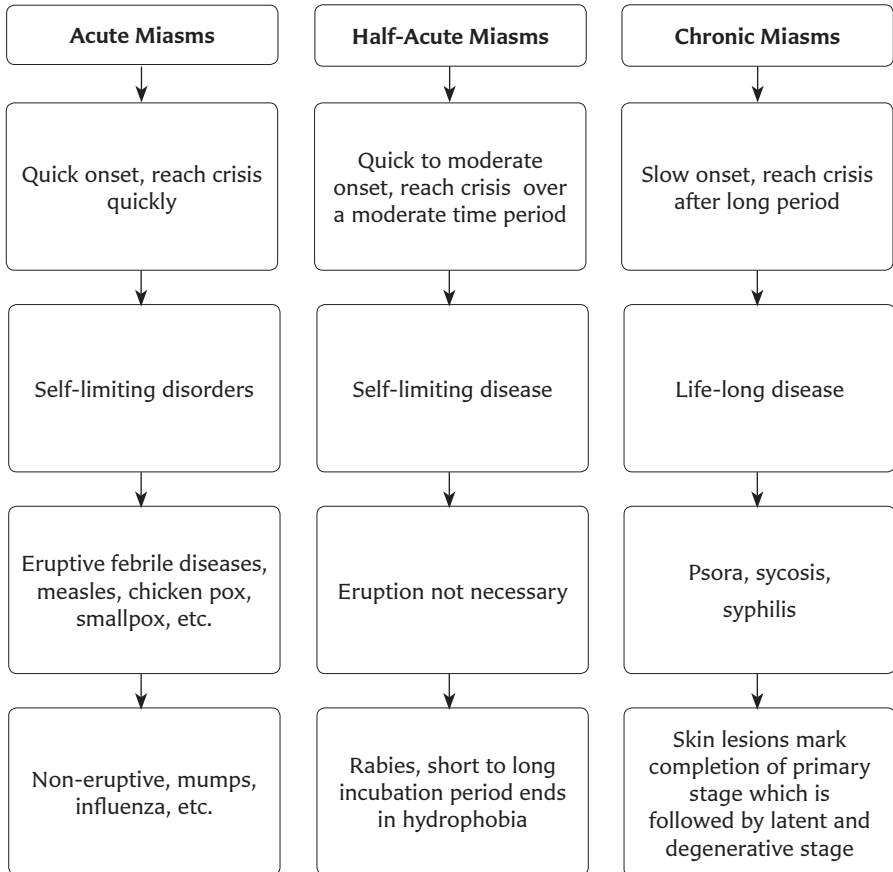 Acute Miasms
Quick onset, reach crisis
quickly
Self-limiting disorders
Eruptive febrile diseases,
measles, chicken pox,
smallpox, etc.
Non-eruptive, mumps,
influenza, etc.
Half-Acute Miasms
Quick to moderate
onset, reach crisis over
a moderate time period
Self-limiting disease
Eruption not necessary
Rabies, short to long
incubation period ends
in hydrophobia
Chronic Miasms
Slow onset, reach crisis
after long period
Life-long disease
Psora, sycosis,
syphilis
Skin lesions mark
completion of primary
stage which is
followed by latent and
degenerative stage